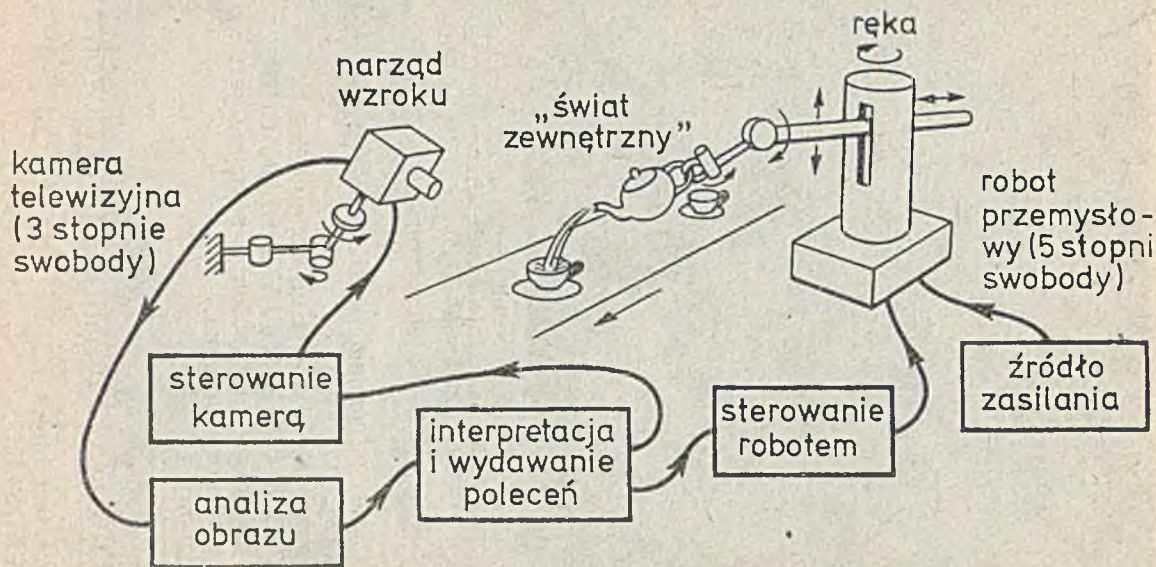 ręka
narząd
wzroku
„świat
zewnętrzny”
kamera
telewizyjna
(3 stopnie
swobody)
robot
przemysło-
wy (5 stopni
swobody)
sterowanie
kamerą
interpretacja
i wydawanie
poleceń
sterowanie
robotem
źródło
zasilania
analiza
obrazu